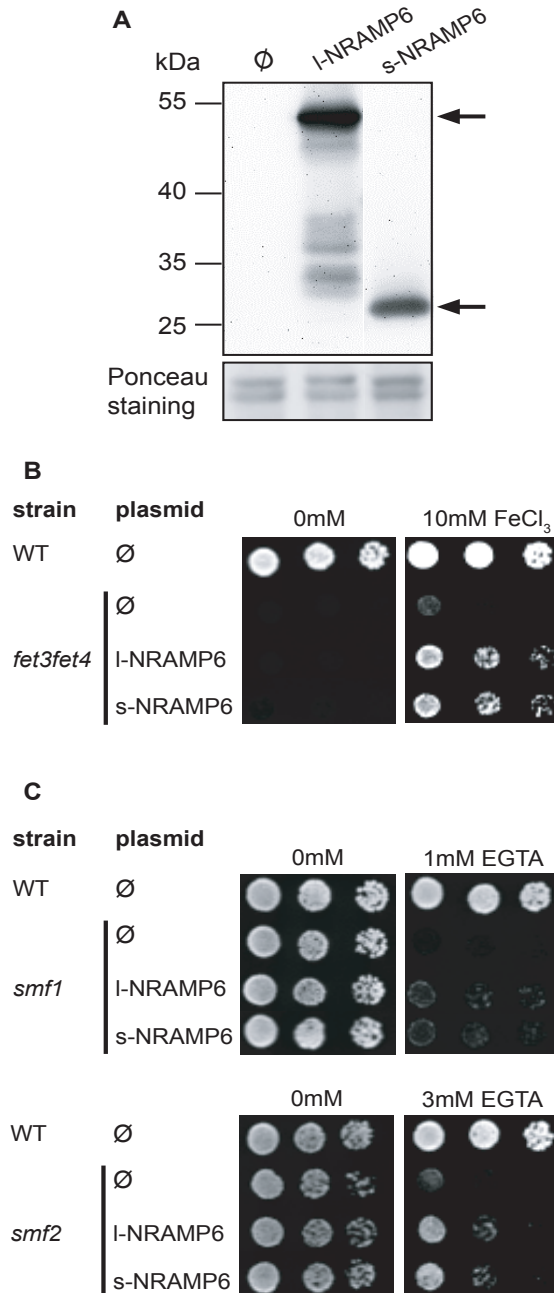 A
kDa
Ø
l-NRAMP6
s-NRAMP6
55
40
35
25
Ponceau
staining
B
strain plasmid
0mM 10mM FeCl₃
WT Ø
Ø
fet3fet4 l-NRAMP6
s-NRAMP6
C
strain plasmid
0mM 1mM EGTA
WT Ø
Ø
smf1 l-NRAMP6
s-NRAMP6
0mM 3mM EGTA
WT Ø
Ø
smf2 l-NRAMP6
s-NRAMP6